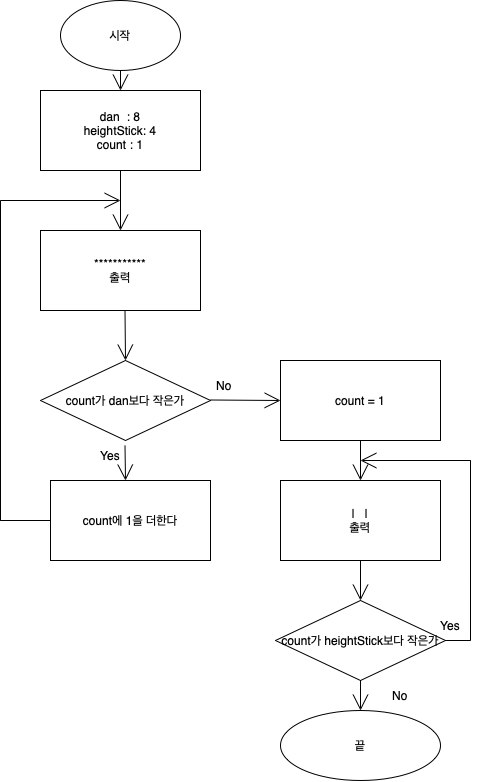 시작
dan : 8
heightStick: 4
count : 1
***********
출력
count가 dan보다 작은가
No
count = 1
Yes
count에 1을 더한다
| |
출력
count가 heightStick보다 작은가
Yes
No
끝